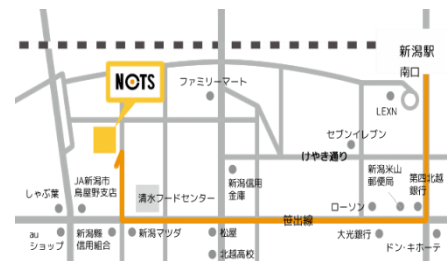 新潟駅
南口
NOTS
ファミリーマート
LEXN
セブンイレブン
けやき通り
新潟信用
金庫
新潟米山
郵便局
第四北越
銀行
しゃぶ葉
JA新潟市
鳥屋野支店
清水フードセンター
ローソン
笹出線
au
ショップ
新潟縣
信用組合
新潟マツダ
松屋
北越高校
大光銀行
ドン・キホーテ